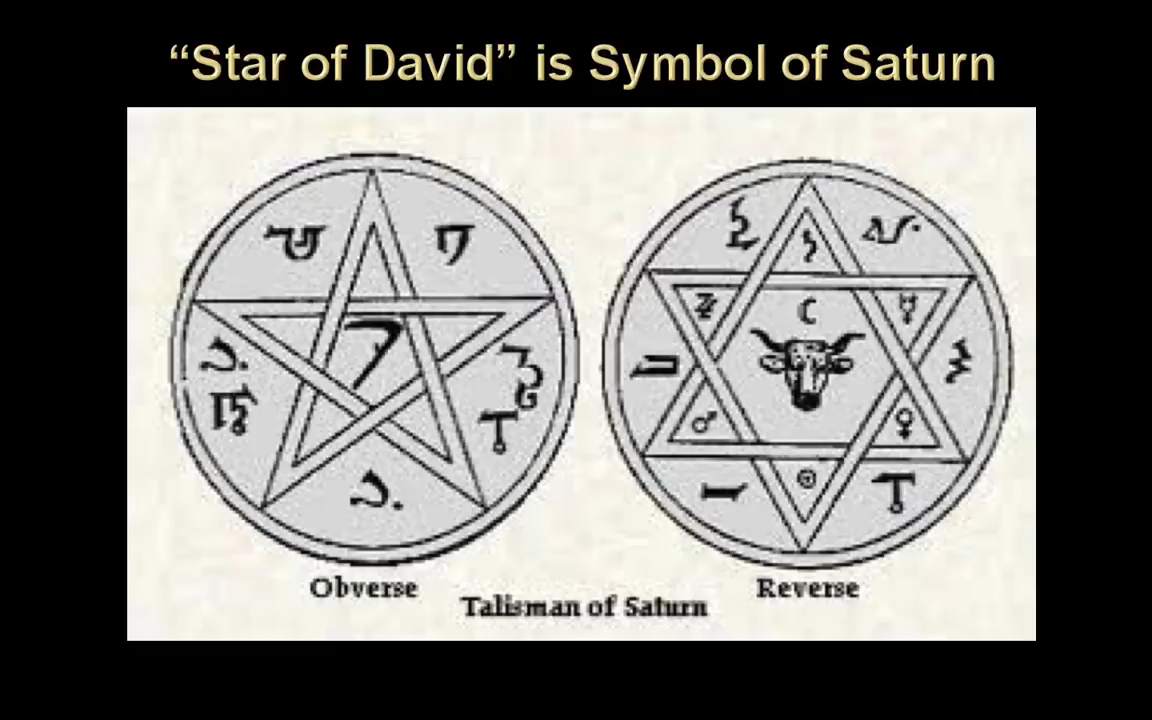 “Star of David” is Symbol of Saturn
Obverse
Reverse
Talisman of Saturn